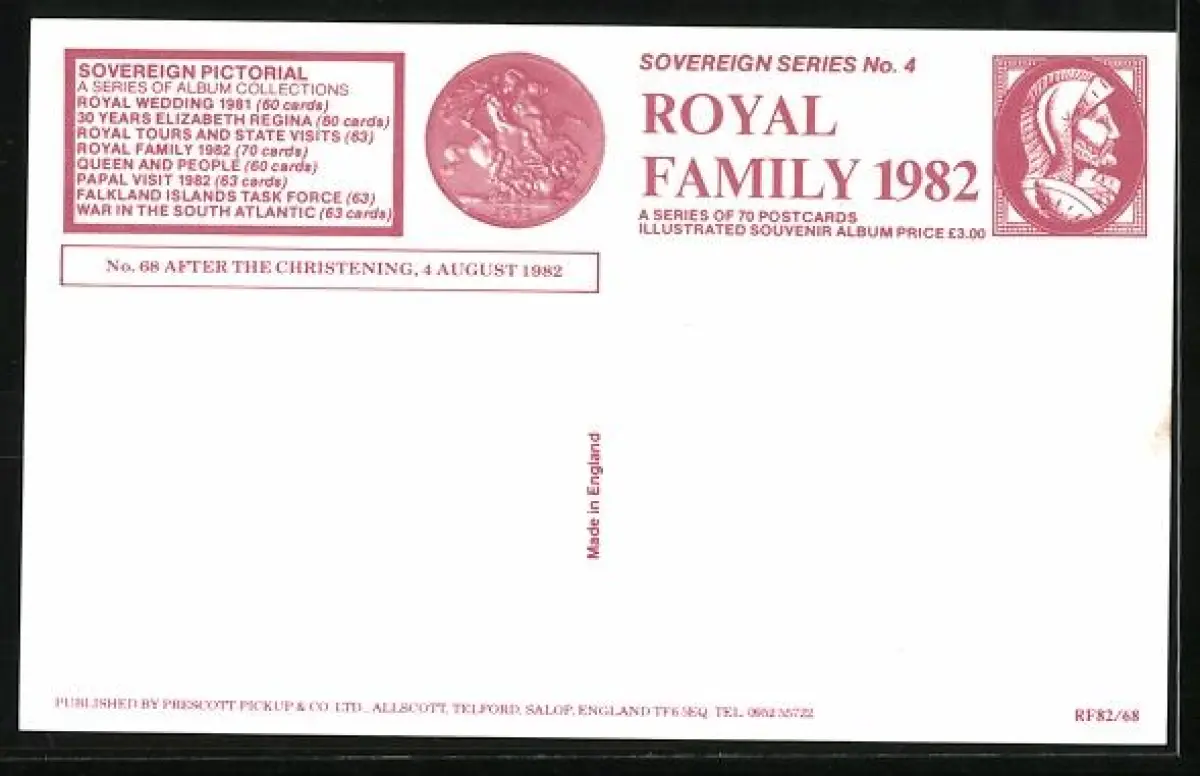 SOVEREIGN PICTORIAL
A SERIES OF ALBUM COLLECTIONS
ROYAL WEDDING 1981 (60 cards)
30 YEARS ELIZABETH REGINA (60 cards)
ROYAL TOURS AND STATE VISITS (63)
ROYAL FAMILY 1982 (70 cards)
QUEEN AND PEOPLE (60 cards)
PAPAL VISIT 1982 (63 cards)
FALKLAND ISLANDS TASK FORCE (63)
WAR IN THE SOUTH ATLANTIC (63 cards)
SOVEREIGN SERIES No. 4
ROYAL
FAMILY 1982
A SERIES OF 70 POSTCARDS
ILLUSTRATED SOUVENIR ALBUM PRICE £3.00
No. 68 AFTER THE CHRISTENING, 4 AUGUST 1982
Made in England
PUBLISHED BY PRESCOTT PICKUP & CO. LTD., ALLSCOTT, TELFORD, SALOP, ENGLAND TF6 5EQ TEL. 0952 55722
RF82/68